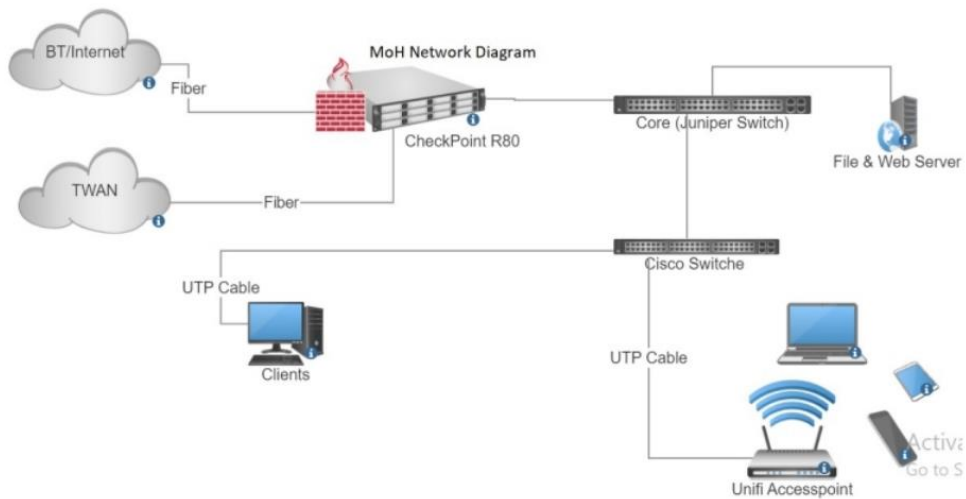 MoH Network Diagram
BT/Internet
Fiber
CheckPoint R80
Core (Juniper Switch)
File & Web Server
TWAN
Fiber
Cisco Switche
UTP Cable
Clients
UTP Cable
Unifi Accesspoint
Activa
Go to S